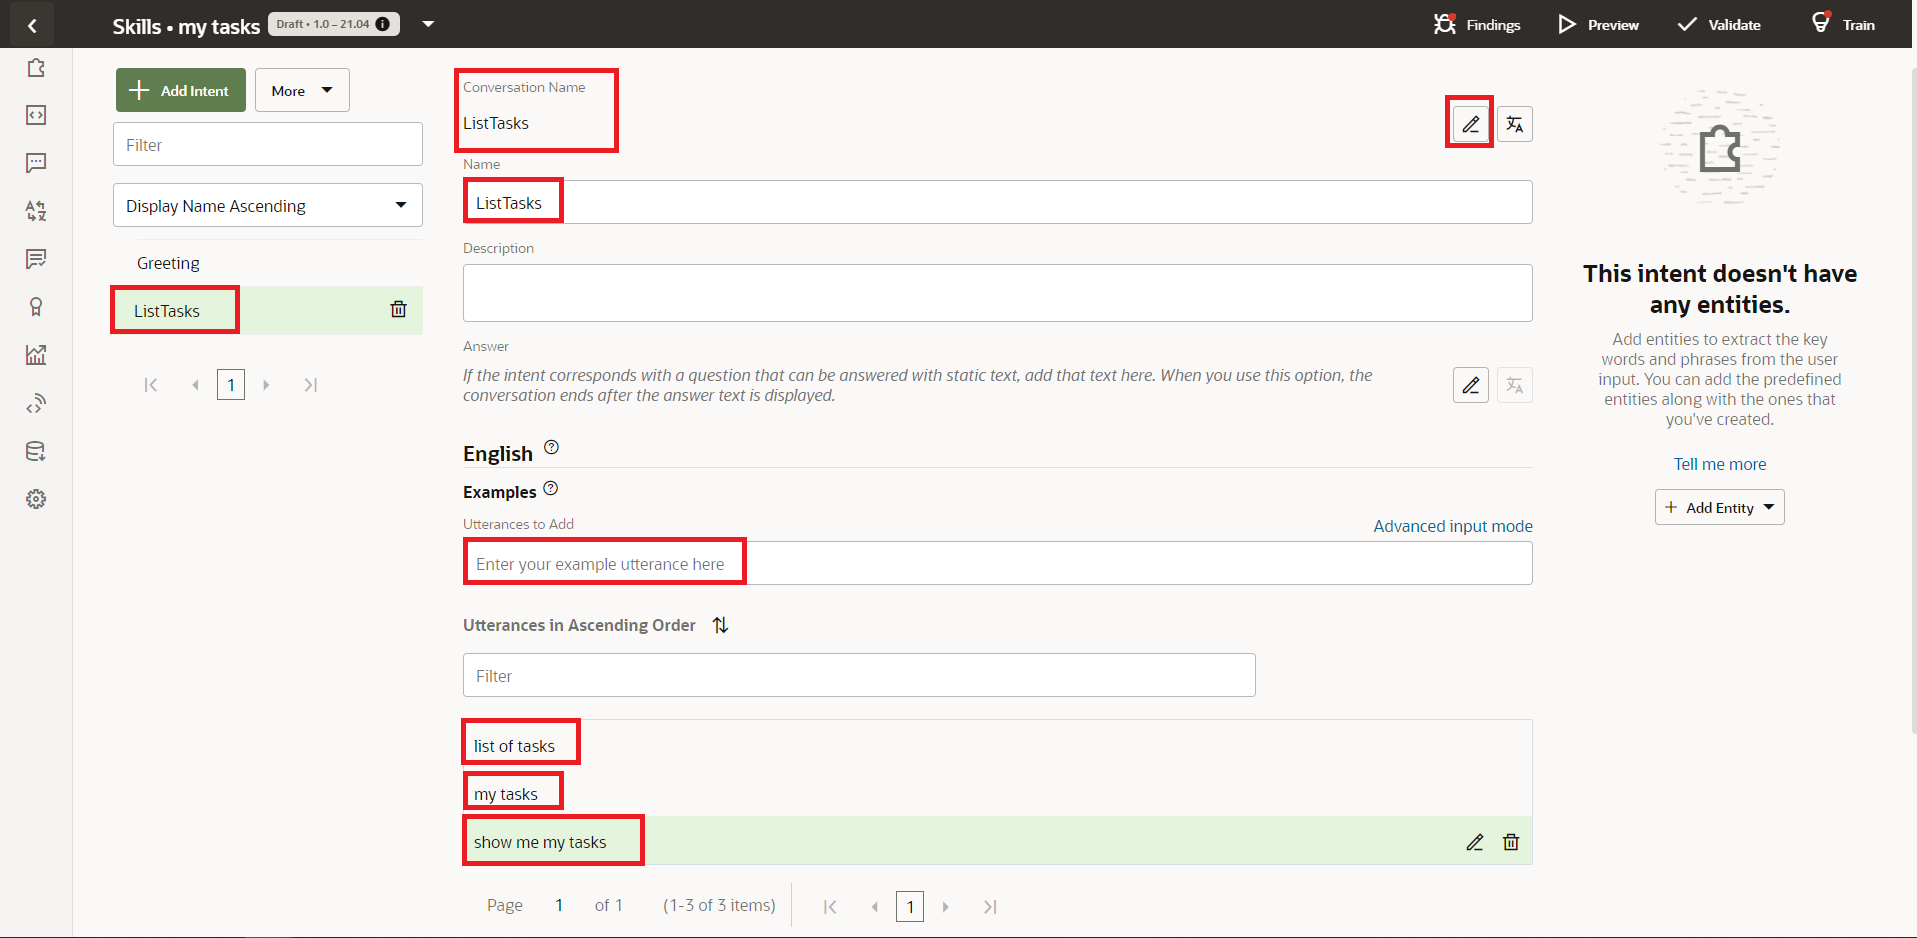 Skills • my tasks
Draft • 1.0 – 21.04
Findings
Preview
Validate
Train
Add Intent
More
Filter
Display Name Ascending
Greeting
ListTasks
1
Conversation Name
ListTasks
Name
ListTasks
Description
Answer
If the intent corresponds with a question that can be answered with static text, add that text here. When you use this option, the
conversation ends after the answer text is displayed.
English
Examples
Utterances to Add
Advanced input mode
Enter your example utterance here
Utterances in Ascending Order
Filter
list of tasks
my tasks
show me my tasks
Page 1 of 1 (1-3 of 3 items) 1
This intent doesn't have
any entities.
Add entities to extract the key
words and phrases from the user
input. You can add the predefined
entities along with the ones that
you've created.
Tell me more
+ Add Entity